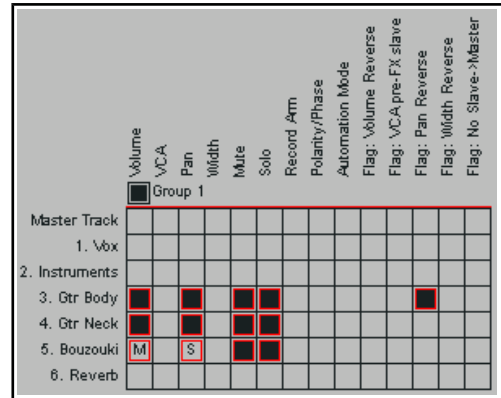 Volume
VCA
Pan
Width
Mute
Solo
Record Arm
Polarity/Phase
Automation Mode
Flag: Volume Reverse
Flag: VCA pre-FX slave
Flag: Pan Reverse
Flag: Width Reverse
Flag: No Slave->Master
Group 1
Master Track
1. Vox
2. Instruments
3. Gtr Body
4. Gtr Neck
5. Bouzouki M S
6. Reverb